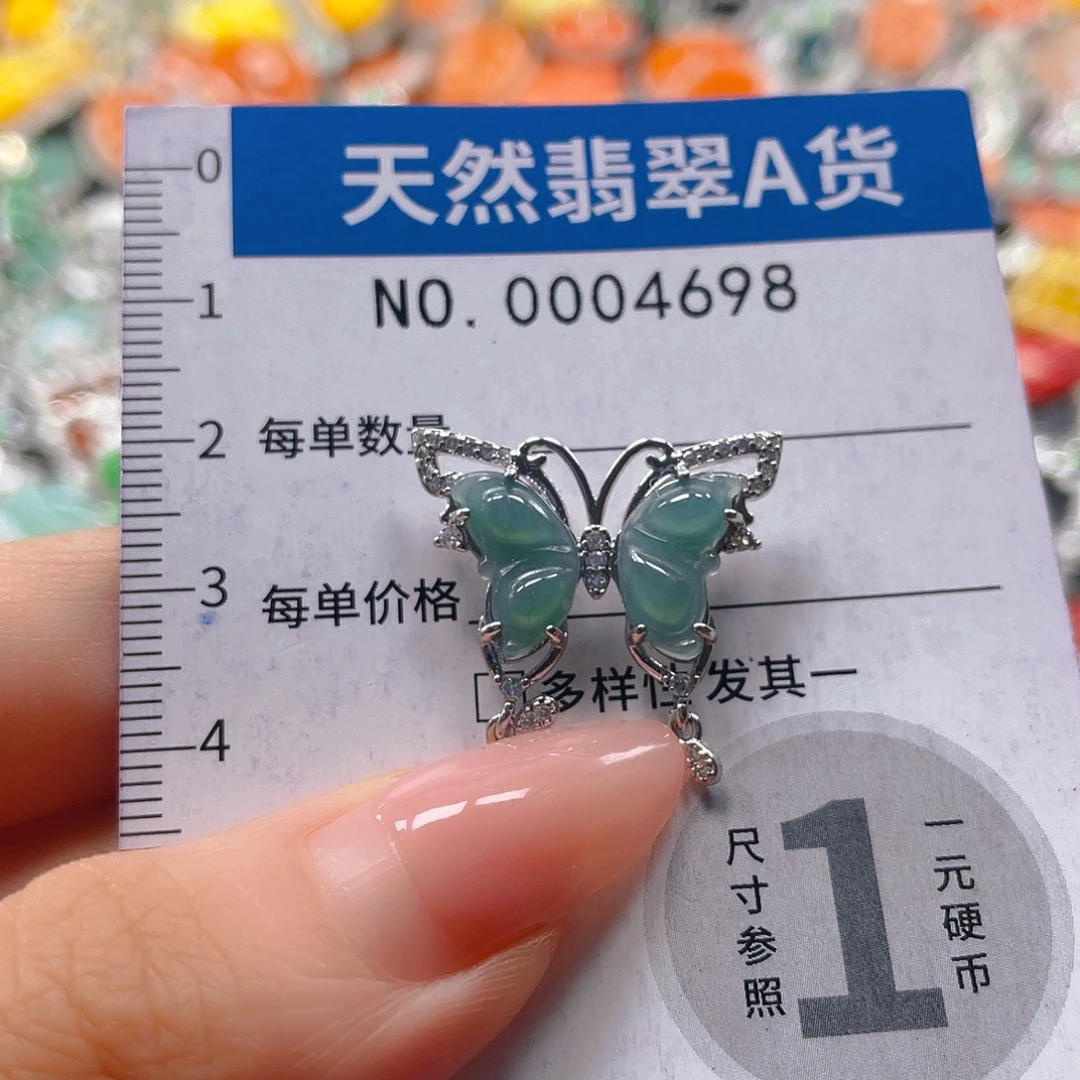 天然翡翠A货
NO. 0004698
0
1
2
3
4
每单数量
每单价格
多样性 发其一
尺寸参照
1
一元硬币